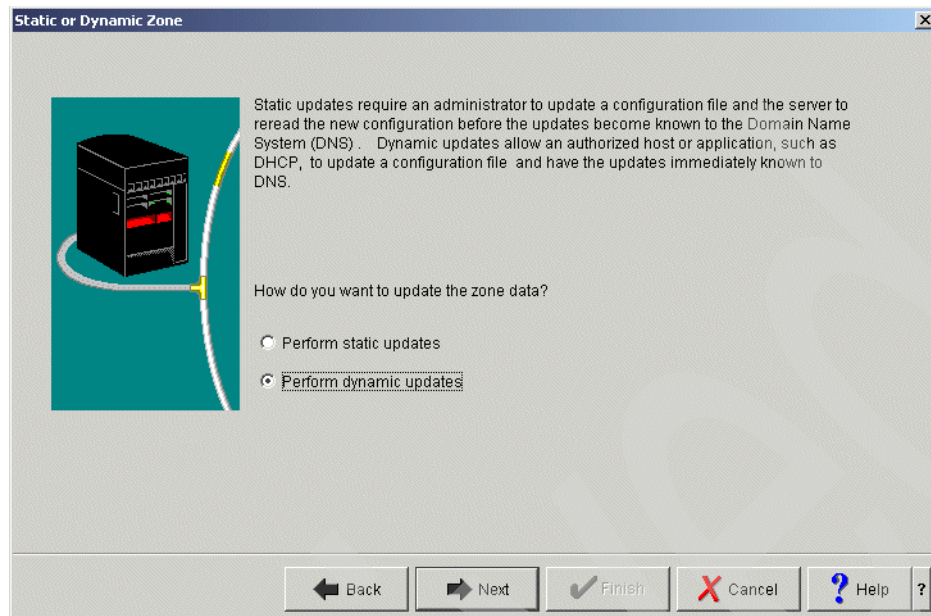 Static or Dynamic Zone
Static updates require an administrator to update a configuration file and the server to
reread the new configuration before the updates become known to the Domain Name
System (DNS) .   Dynamic updates allow an authorized host or application, such as
DHCP,  to update a configuration file  and have the updates immediately known to
DNS.
How do you want to update the zone data?
Perform static updates
Perform dynamic updates
Back
Next
Finish
Cancel
? Help
?